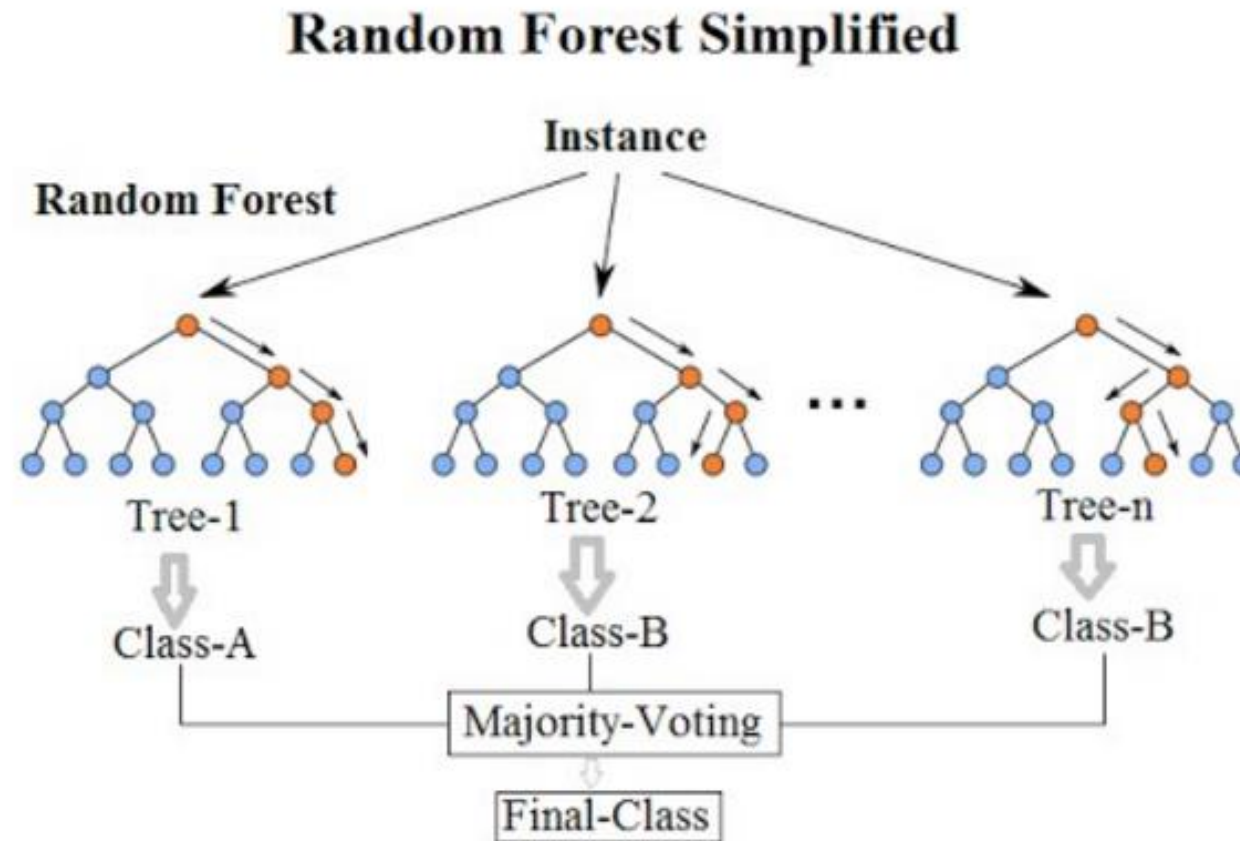 Random Forest Simplified
Instance
Random Forest
...
Tree-1
Tree-2
Tree-n
Class-A
Class-B
Class-B
Majority-Voting
Final-Class